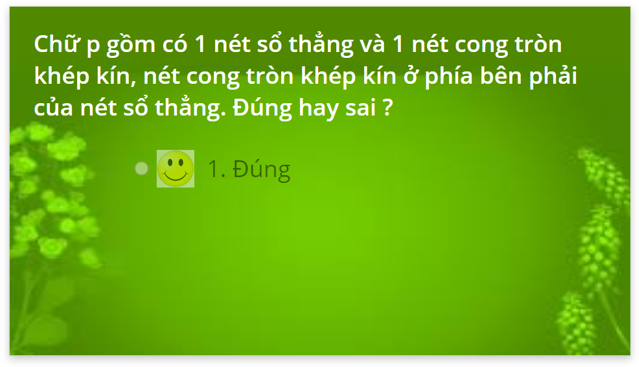 Chữ p gồm có 1 nét sổ thẳng và 1 nét cong tròn
khép kín, nét cong tròn khép kín ở phía bên phải
của nét sổ thẳng. Đúng hay sai ?
1. Đúng